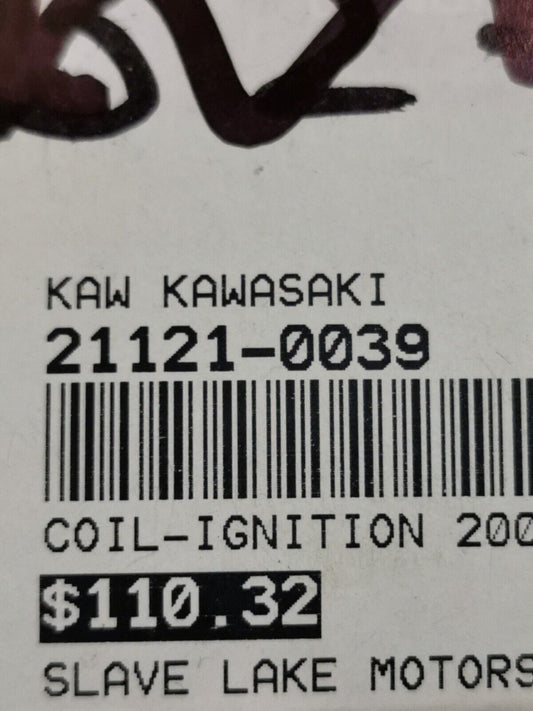 KAW KAWASAKI
21121-0039
COIL-IGNITION 200
$110.32
SLAVE LAKE MOTORS